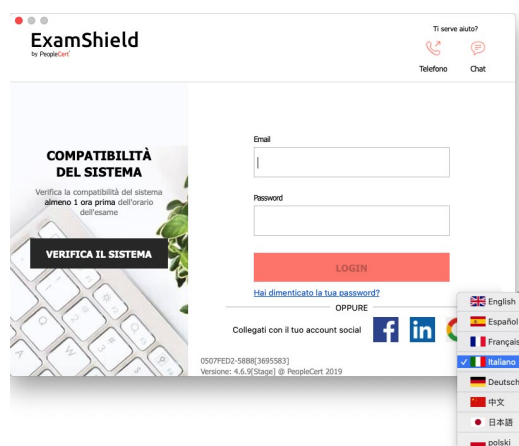 ExamShield
by PeopleCert
Ti serve aiuto?
Telefono
Chat
COMPATIBILITÀ
DEL SISTEMA
Verifica la compatibilità del sistema
almeno 1 ora prima dell'orario
dell'esame
VERIFICA IL SISTEMA
Email
Password
LOGIN
Hai dimenticato la tua password?
OPPURE
Collegati con il tuo account social
0507FED2-5888[3695583]
Versione: 4.6.9[Stage] @ PeopleCert 2019
English
Español
Français
Italiano
Deutsch
中文
日本語
polski